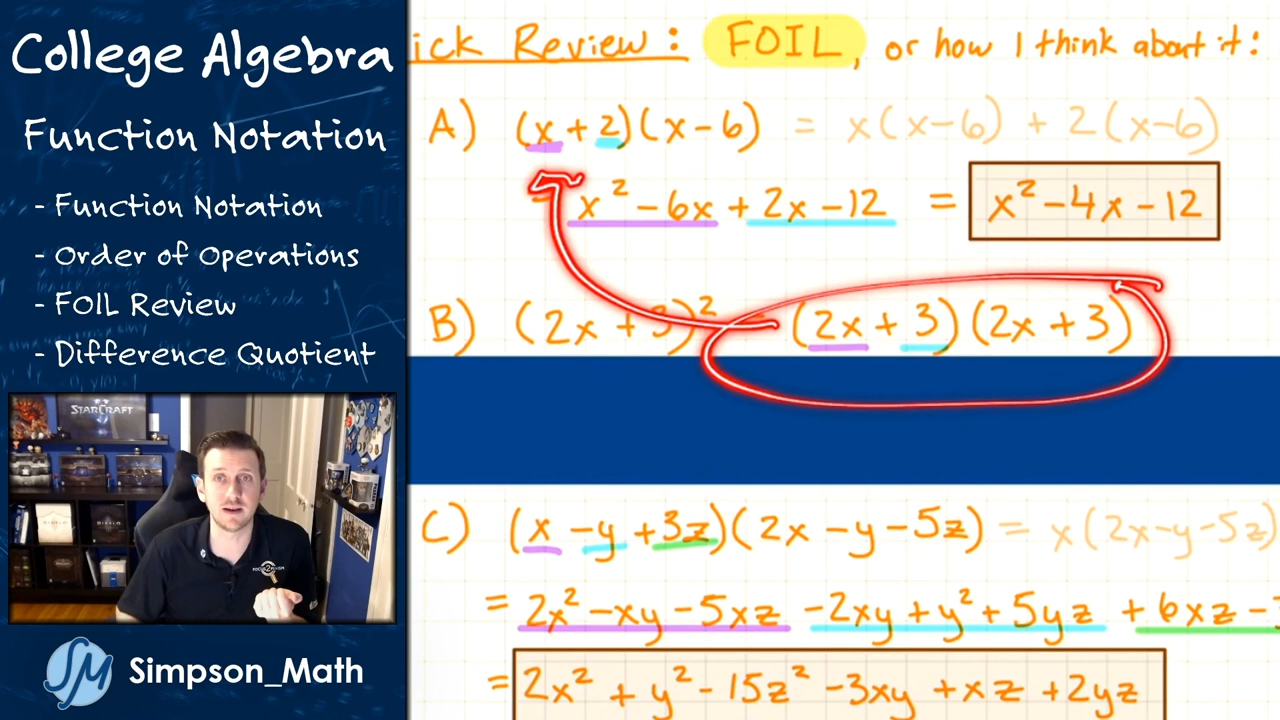 College Algebra
Function Notation
- Function Notation
- Order of Operations
- FOIL Review
- Difference Quotient
STARCRAFT
DIABLO
SM Simpson_Math
ick Review: FOIL, or how I think about it:
A) (x + 2)(x - 6) = x(x-6) + 2(x-6)
= x² - 6x + 2x - 12 = x² - 4x - 12
B) (2x + 3)² = (2x + 3)(2x + 3)
C) (x - y + 3z)(2x - y - 5z) = x(2x-y-5z)
= 2x² - xy - 5xz - 2xy + y² + 5yz + 6xz -
= 2x² + y² - 15z² - 3xy + xz + 2yz